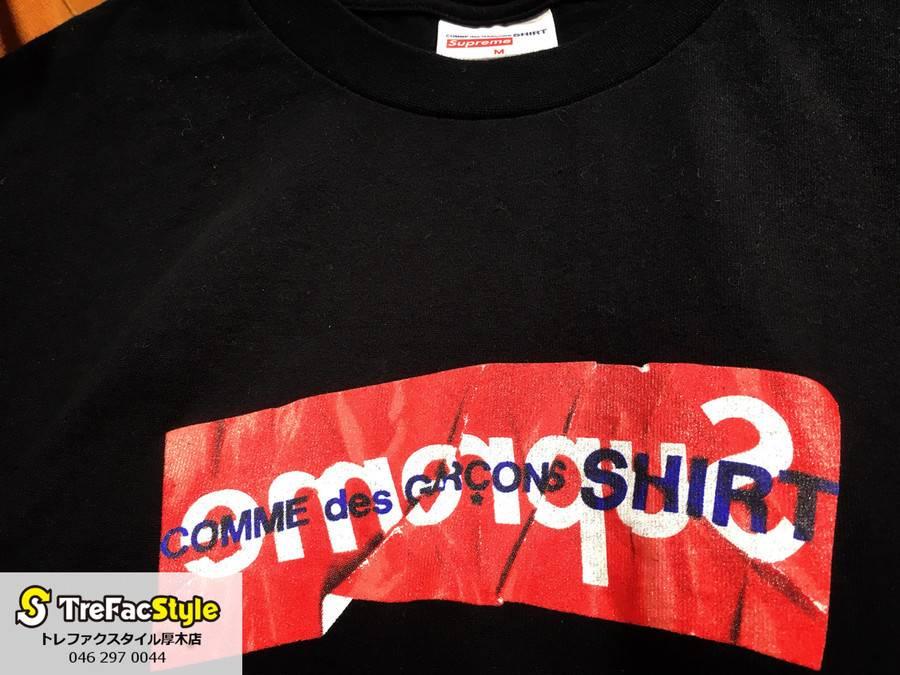 COMME des GARÇONS SHIRT
Supreme
M
Supreme
COMME des GARÇONS SHIRT
TreFacStyle
トレファクスタイル厚木店
046 297 0044